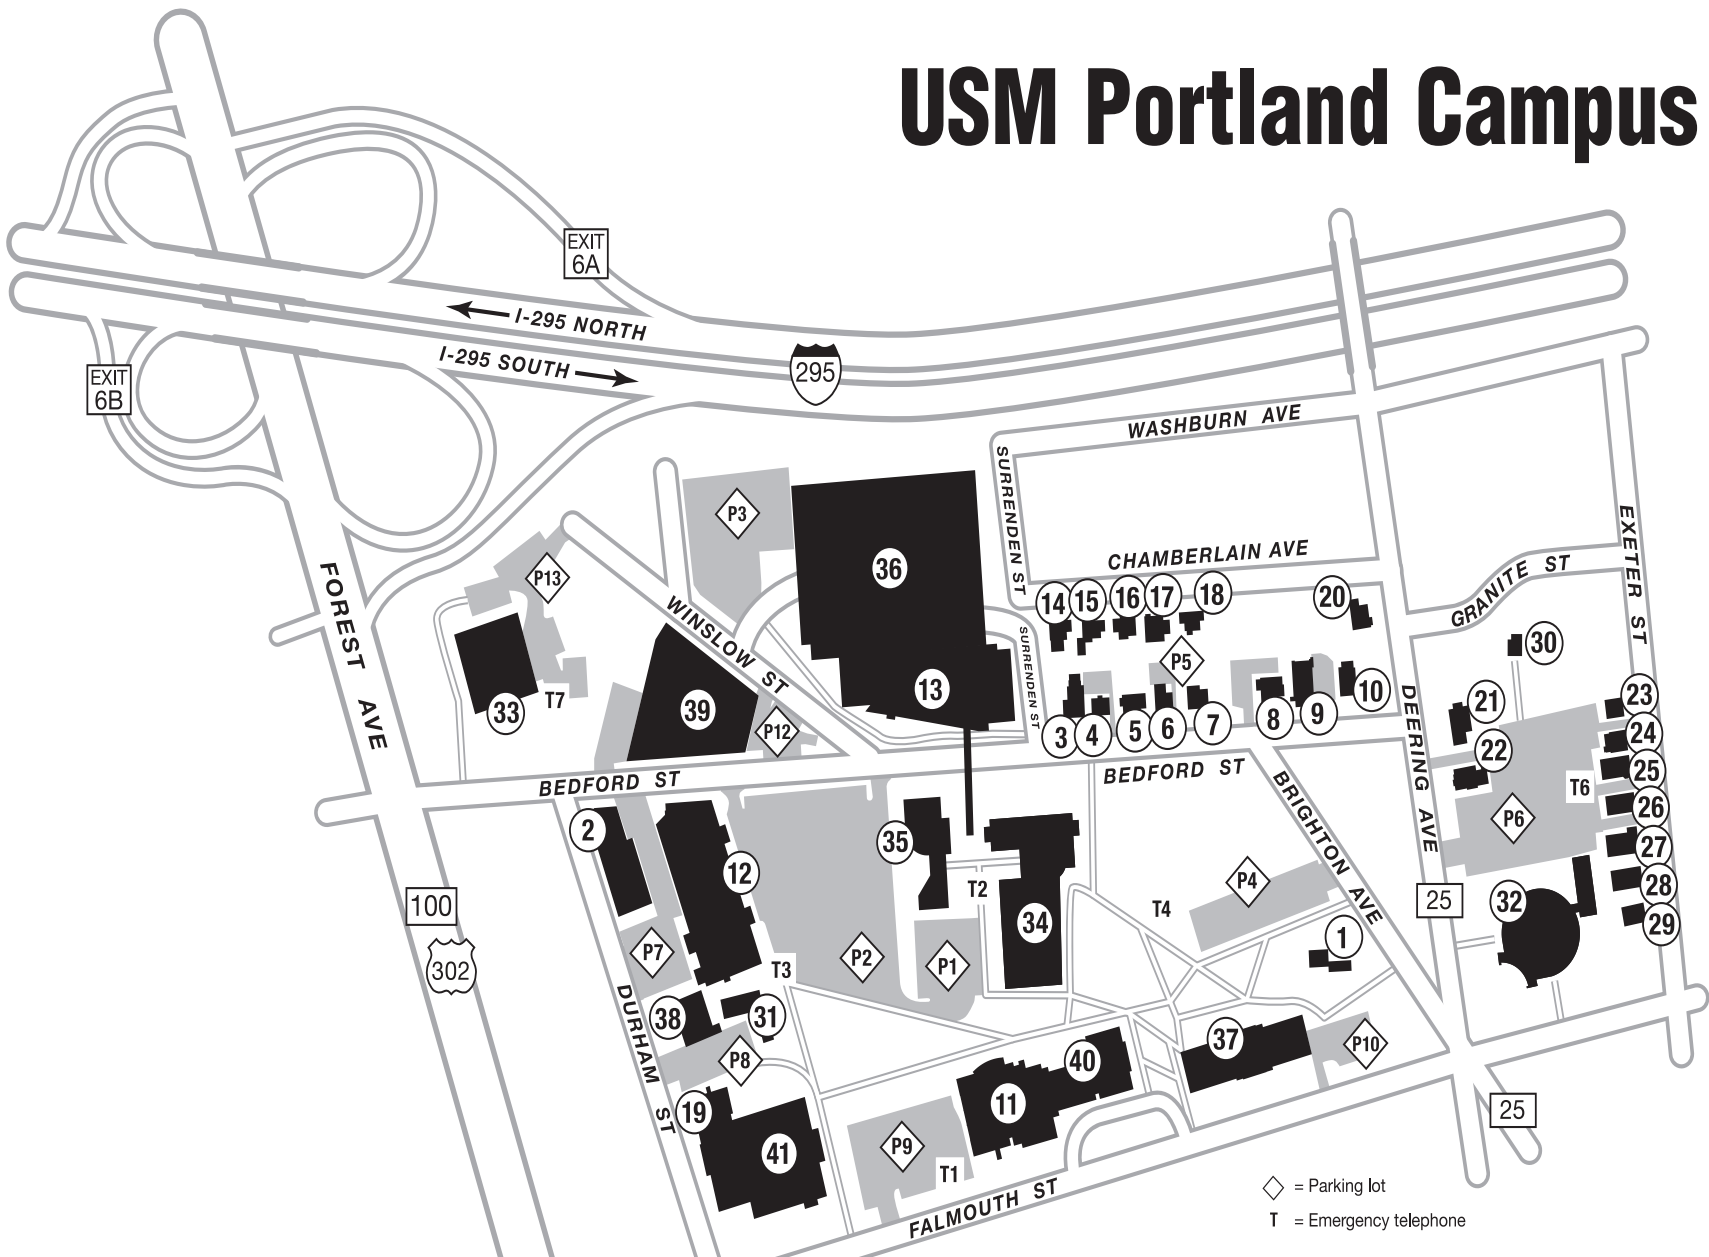 USM Portland Campus
EXIT
6A
I-295 NORTH
I-295 SOUTH
295
EXIT
6B
WASHBURN AVE
SURRENDEN ST
EXETER ST
P3
36
CHAMBERLAIN AVE
GRANITE ST
P13
FOREST AVE
WINSLOW ST
14
15
16
17
18
20
SURRENDEN ST
30
P5
13
33
T7
39
P12
3
4
5
6
7
8
9
10
DEERING AVE
21
22
23
24
25
26
27
28
29
T6
P6
BEDFORD ST
BEDFORD ST
BRIGHTON AVE
2
12
35
T2
34
P4
T4
25
32
1
100
302
P7
P2
P1
T3
DURHAM ST
38
31
P8
37
P10
40
11
19
41
P9
T1
25
FALMOUTH ST
= Parking lot
T = Emergency telephone